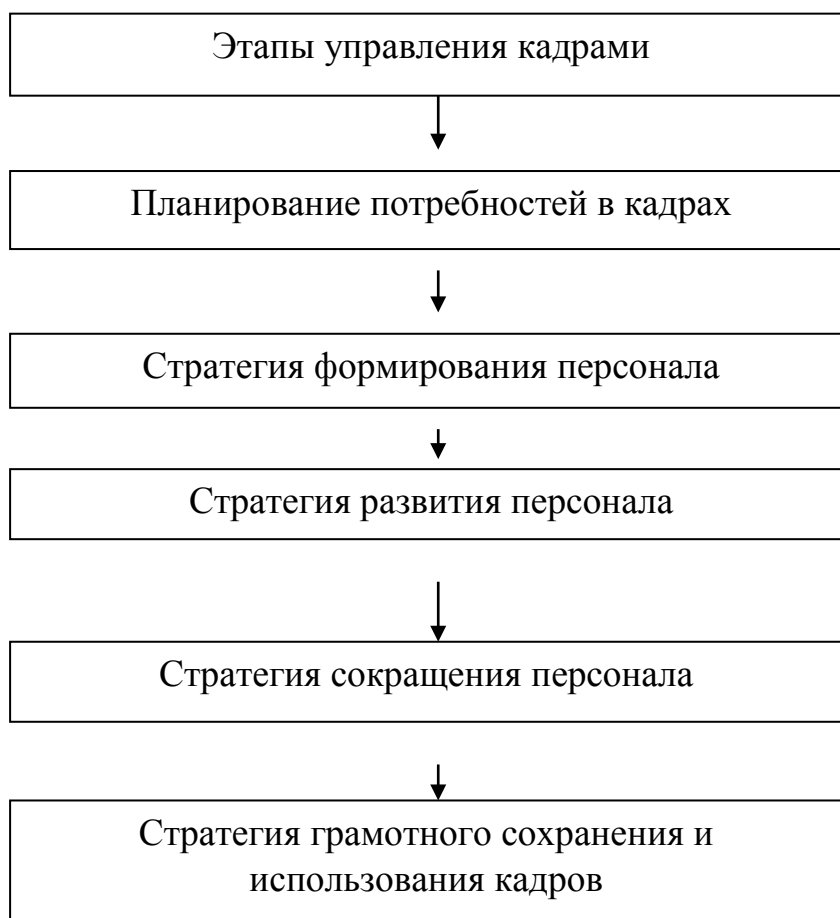 Этапы управления кадрами
Планирование потребностей в кадрах
Стратегия формирования персонала
Стратегия развития персонала
Стратегия сокращения персонала
Стратегия грамотного сохранения и
использования кадров